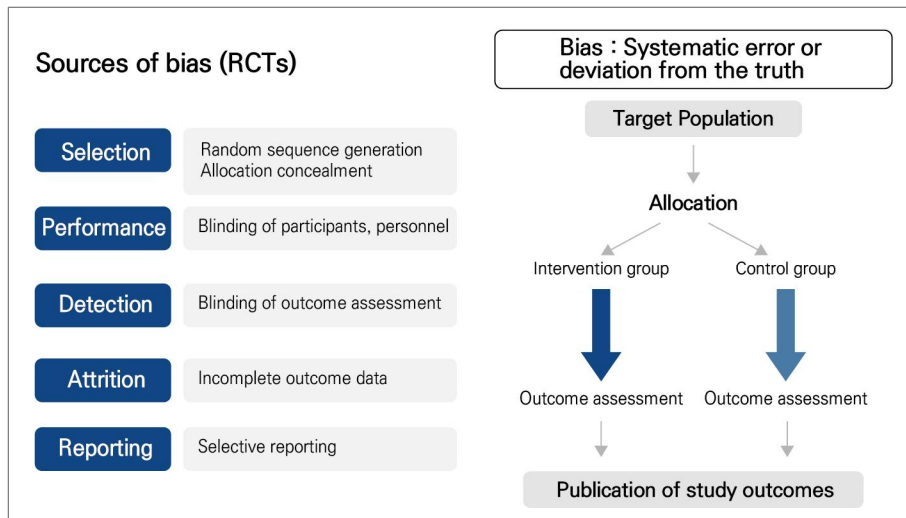 Sources of bias (RCTs)
Selection
Random sequence generation
Allocation concealment
Performance
Blinding of participants, personnel
Detection
Blinding of outcome assessment
Attrition
Incomplete outcome data
Reporting
Selective reporting
Bias : Systematic error or
deviation from the truth
Target Population
Allocation
Intervention group
Control group
Outcome assessment
Outcome assessment
Publication of study outcomes